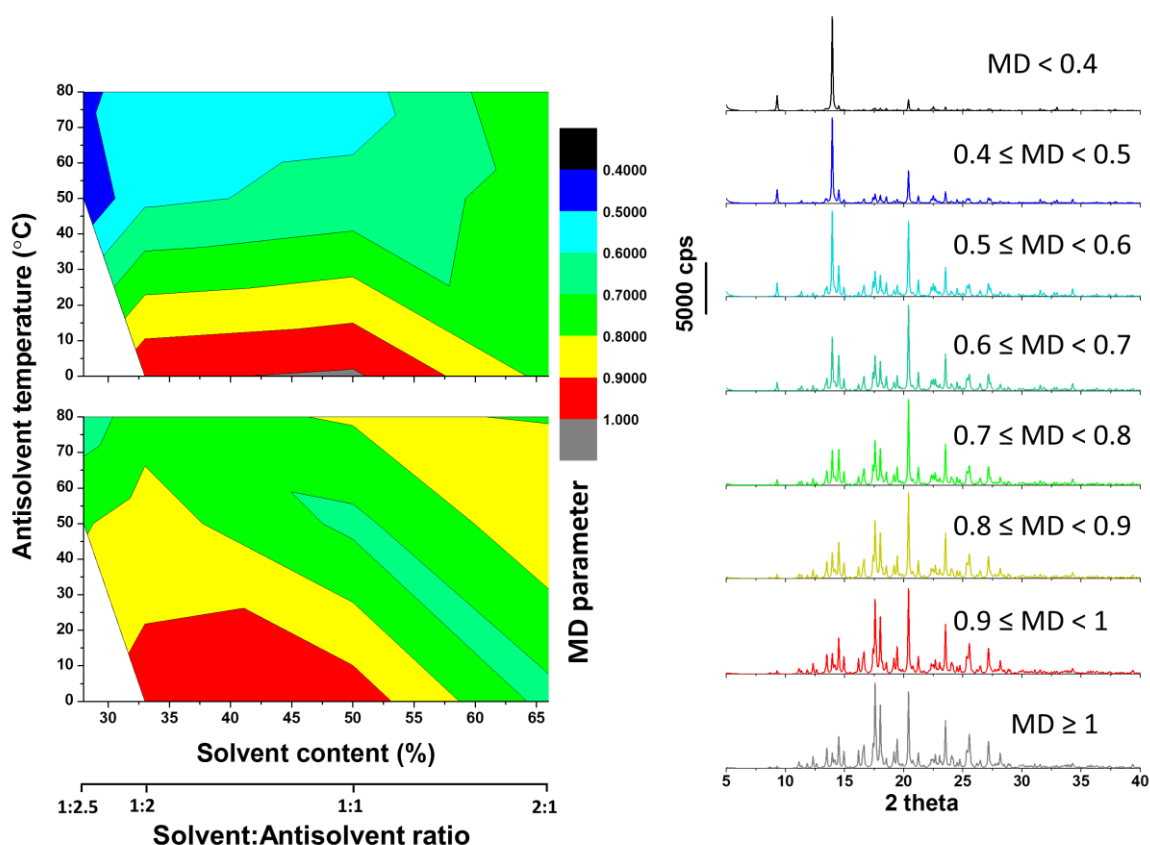 Antisolvent temperature (°C)
80
70
60
50
40
30
20
10
0
80
70
60
50
40
30
20
10
0
30 35 40 45 50 55 60 65
Solvent content (%)
1:2.5 1:2 1:1 2:1
Solvent:Antisolvent ratio
0.4000
0.5000
0.6000
0.7000
0.8000
0.9000
1.000
MD parameter
5000 cps
MD < 0.4
0.4 ≤ MD < 0.5
0.5 ≤ MD < 0.6
0.6 ≤ MD < 0.7
0.7 ≤ MD < 0.8
0.8 ≤ MD < 0.9
0.9 ≤ MD < 1
MD ≥ 1
5 10 15 20 25 30 35 40
2 theta